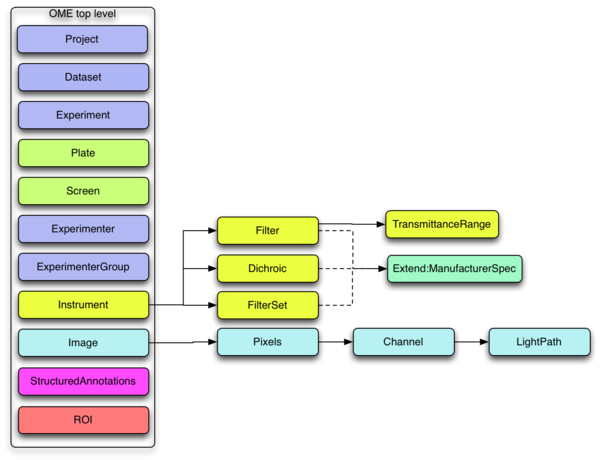 OME top level
Project
Dataset
Experiment
Plate
Screen
Experimenter
ExperimenterGroup
Instrument
Image
StructuredAnnotations
ROI
Filter
Dichroic
FilterSet
Pixels
TransmittanceRange
Extend:ManufacturerSpec
Channel
LightPath